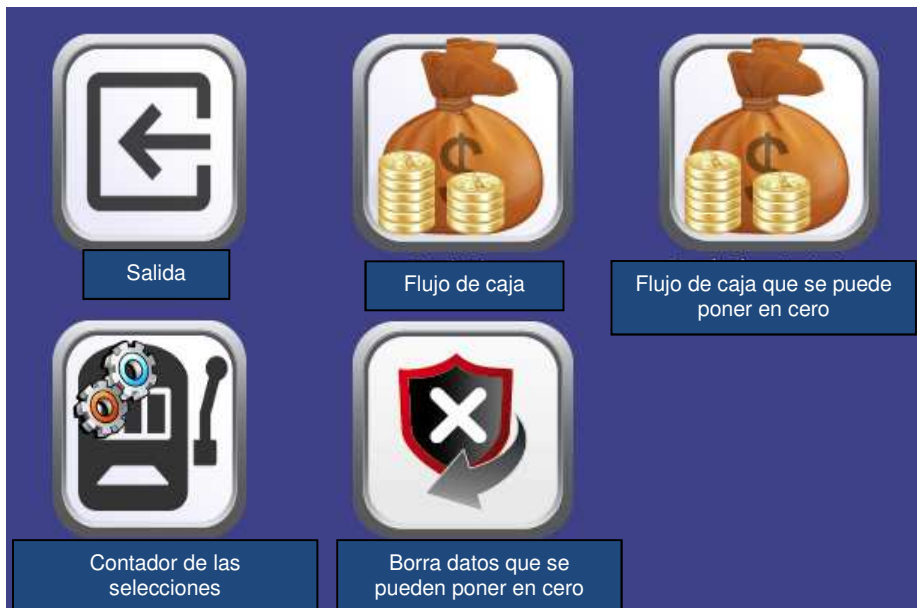 Salida
Flujo de caja
Flujo de caja que se puede
poner en cero
Contador de las
selecciones
Borra datos que se
pueden poner en cero